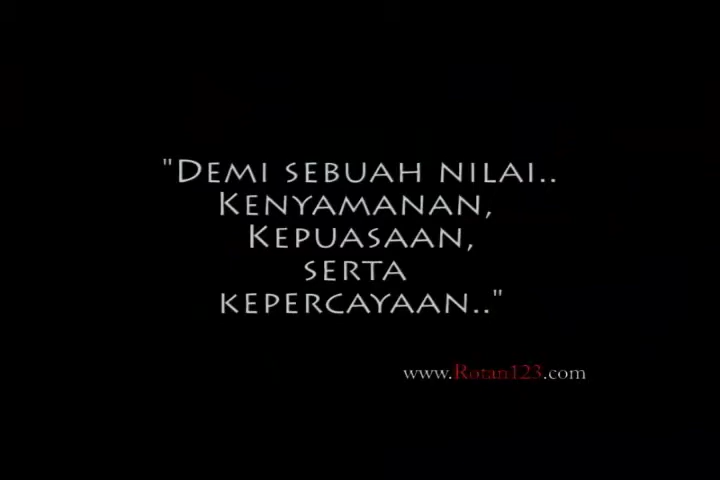 "Demi sebuah nilai..
Kenyamanan,
Kepuasaan,
serta
kepercayaan.."
www.Rotan123.com